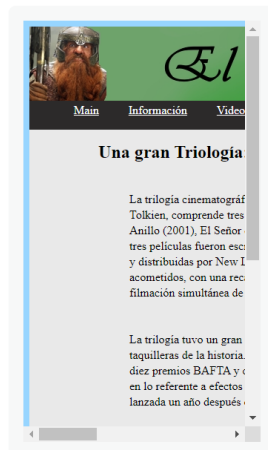 El
Main Información Video
Una gran Triología
La trilogía cinematográf
Tolkien, comprende tres
Anillo (2001), El Señor
tres películas fueron escr
y distribuidas por New L
acometidos, con una reca
filmación simultánea de
La trilogía tuvo un gran
taquilleras de la historia.
diez premios BAFTA y
en lo referente a efectos
lanzada un año después